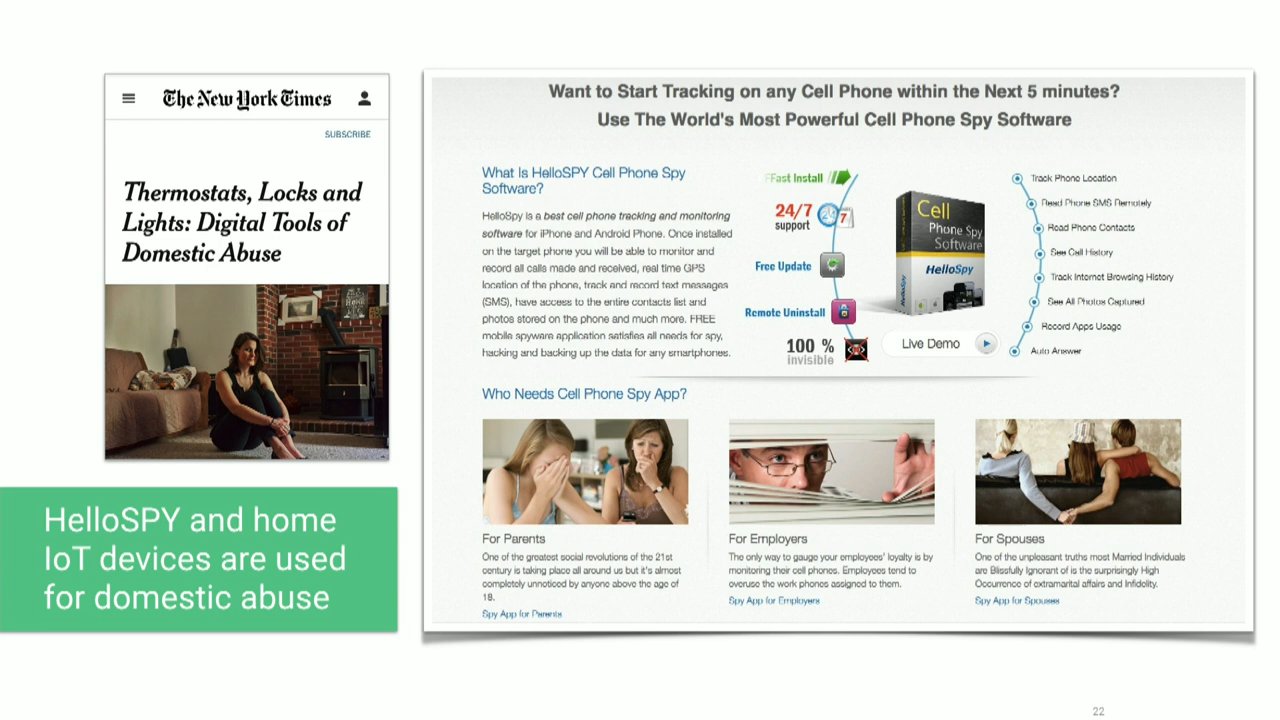 The New York Times
SUBSCRIBE
Thermostats, Locks and
Lights: Digital Tools of
Domestic Abuse
HelloSPY and home
IoT devices are used
for domestic abuse
Want to Start Tracking on any Cell Phone within the Next 5 minutes?
Use The World's Most Powerful Cell Phone Spy Software
What Is HelloSPY Cell Phone Spy
Software?
HelloSpy is a best cell phone tracking and monitoring
software for iPhone and Android Phone. Once installed
on the target phone you will be able to monitor and
record all calls made and received, real time GPS
location of the phone, track and record text messages
(SMS), have access to the entire contacts list and
photos stored on the phone and much more. FREE
mobile spyware application satisfies all needs for spy,
hacking and backing up the data for any smartphones.
FFast Install
24/7
support
7
Free Update
Remote Uninstall
100 %
invisible
Cell
Phone Spy
Software
HelloSpy
HelloSpy
Live Demo
Track Phone Location
Read Phone SMS Remotely
Read Phone Contacts
See Call History
Track Internet Browsing History
See All Photos Captured
Record Apps Usage
Auto Answer
Who Needs Cell Phone Spy App?
For Parents
One of the greatest social revolutions of the 21st
century is taking place all around us but it's almost
completely unnoticed by anyone above the age of
18.
Spy App for Parents
For Employers
The only way to gauge your employees' loyalty is by
monitoring their cell phones. Employees tend to
overuse the work phones assigned to them.
Spy App for Employers
For Spouses
One of the unpleasant truths most Married Individuals
are Blissfully Ignorant of is the surprisingly High
Occurrence of extramarital affairs and Infidelity.
Spy App for Spouses
22